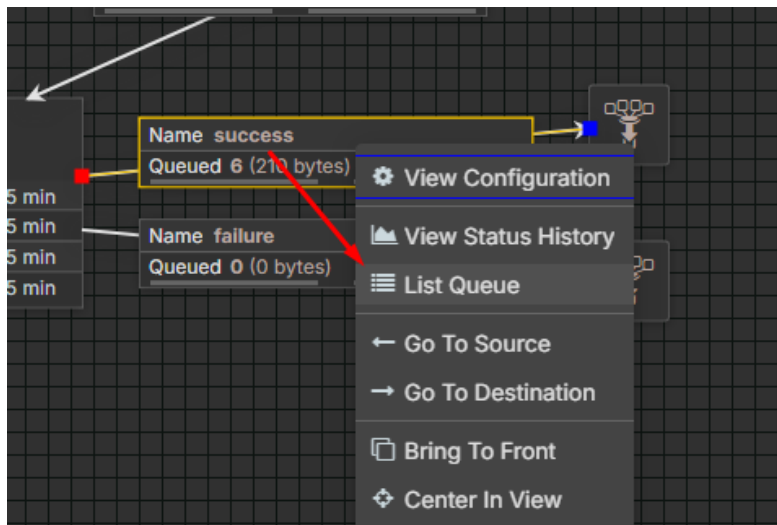 Name success
Queued 6 (210 bytes)
5 min
5 min
5 min
5 min
Name failure
Queued 0 (0 bytes)
View Configuration
View Status History
List Queue
Go To Source
Go To Destination
Bring To Front
Center In View